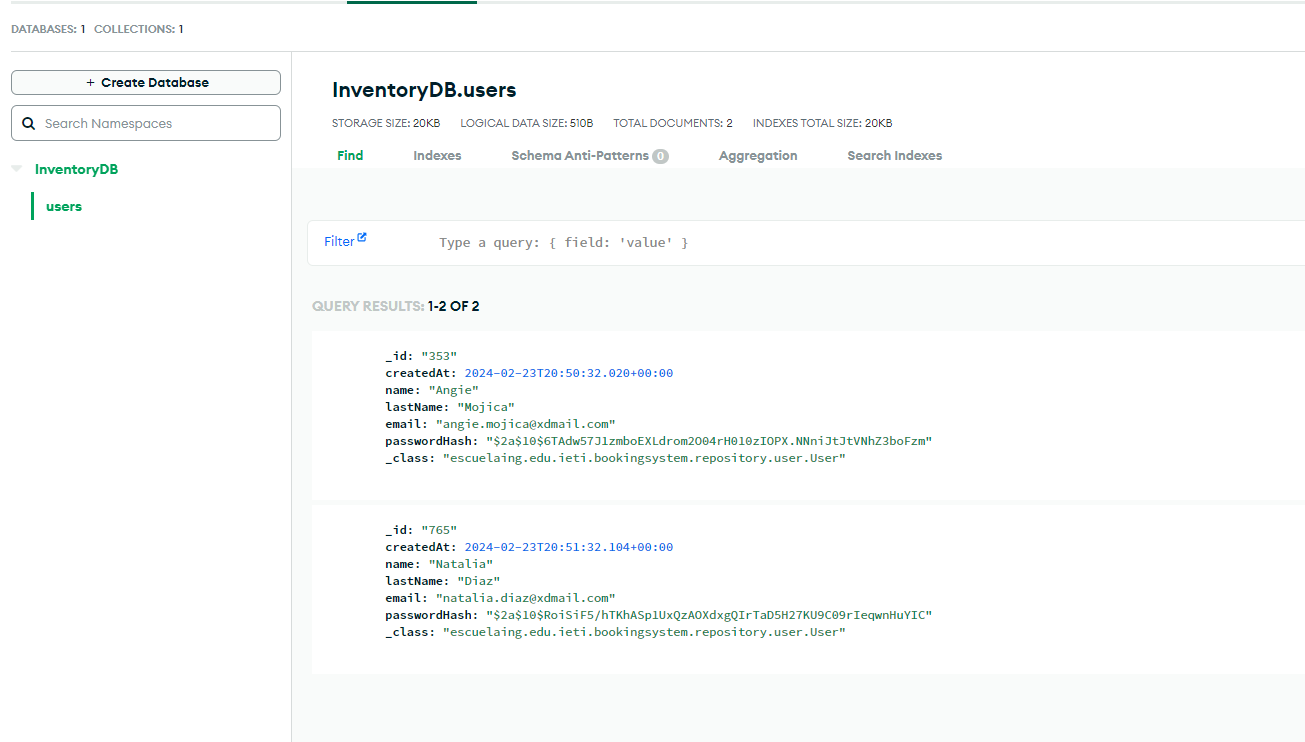 DATABASES: 1 COLLECTIONS: 1
+ Create Database
Search Namespaces
InventoryDB
users
InventoryDB.users
STORAGE SIZE: 20KB LOGICAL DATA SIZE: 510B TOTAL DOCUMENTS: 2 INDEXES TOTAL SIZE: 20KB
Find Indexes Schema Anti-Patterns 0 Aggregation Search Indexes
Filter Type a query: { field: 'value' }
QUERY RESULTS: 1-2 OF 2
_id: "353"
createdAt: 2024-02-23T20:50:32.020+00:00
name: "Angie"
lastName: "Mojica"
email: "angie.mojica@xdmail.com"
passwordHash: "$2a$10$6TAdw57J1zmboEXLdrom2O04rH0l0zIOPX.NNniJtJtVNhZ3boFzm"
_class: "escuelaing.edu.ieti.bookingsystem.repository.user.User"
_id: "765"
createdAt: 2024-02-23T20:51:32.104+00:00
name: "Natalia"
lastName: "Diaz"
email: "natalia.diaz@xdmail.com"
passwordHash: "$2a$10$RoiSiF5/hTKhASp1UxQzAOXdxgQIrTaD5H27KU9C09rIeqwnHuYIC"
_class: "escuelaing.edu.ieti.bookingsystem.repository.user.User"